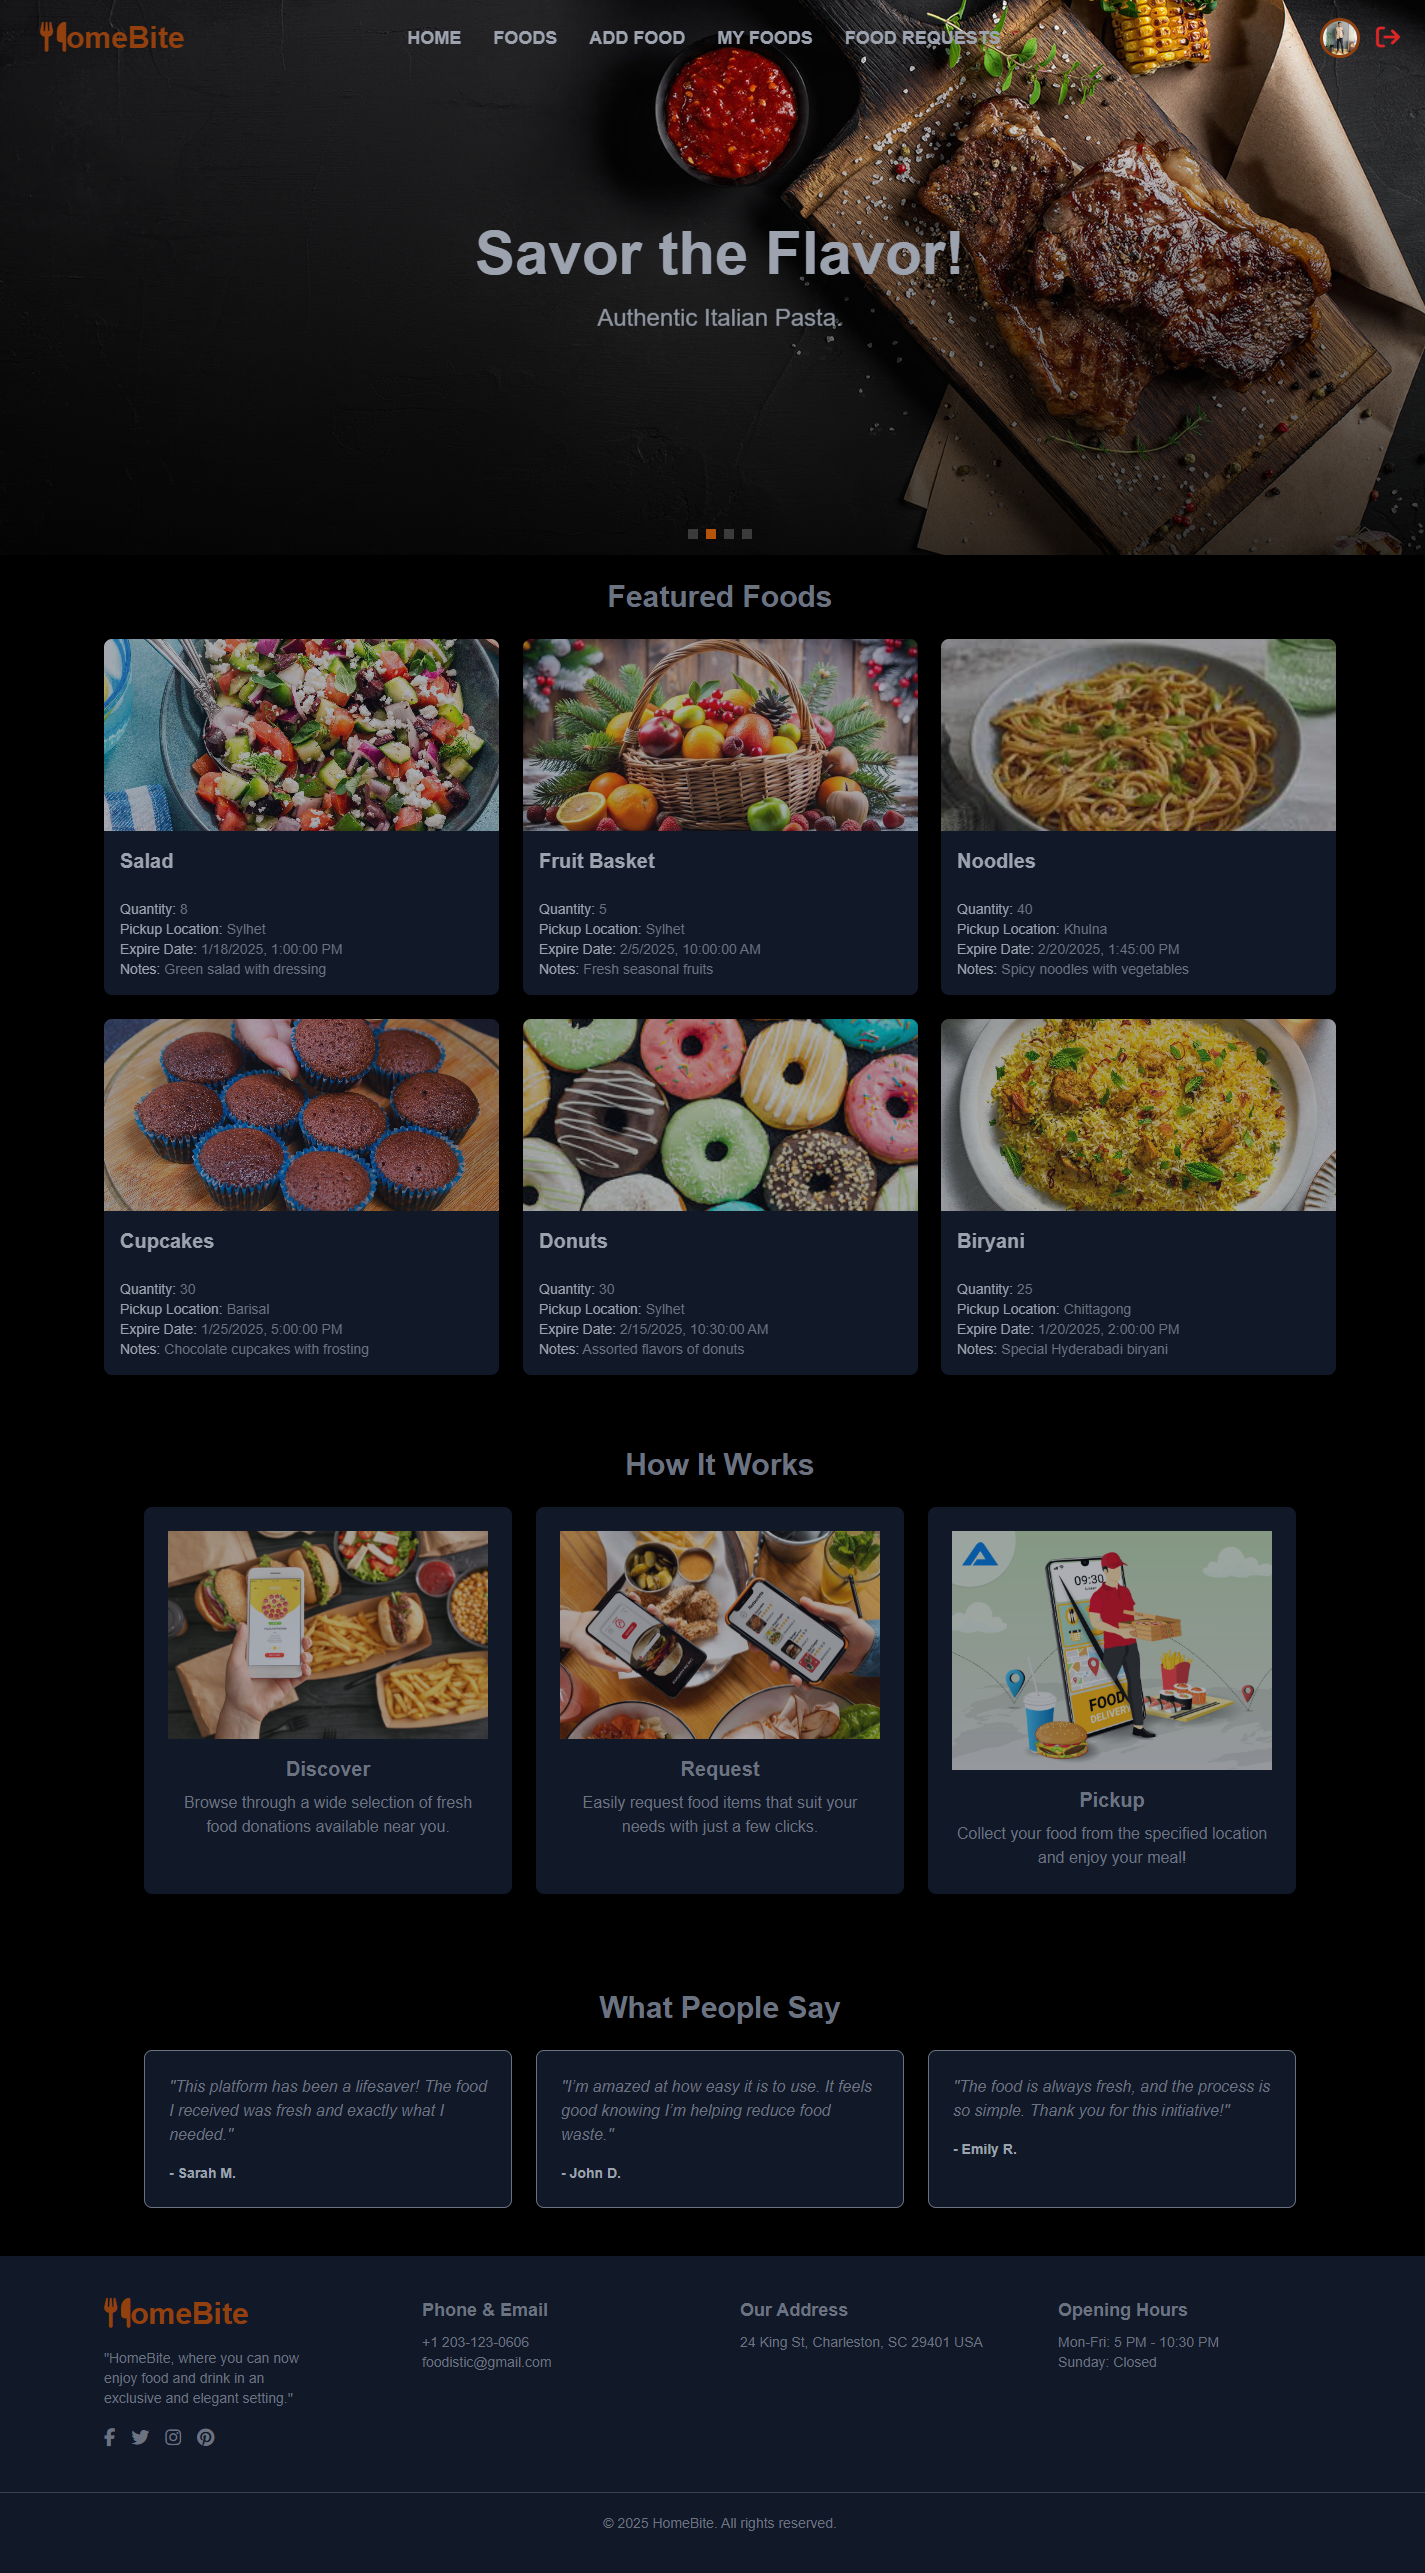 omeBite
HOME FOODS ADD FOOD MY FOODS FOOD REQUESTS
Savor the Flavor!
Authentic Italian Pasta.
Featured Foods
Salad
Quantity: 8
Pickup Location: Sylhet
Expire Date: 1/18/2025, 1:00:00 PM
Notes: Green salad with dressing
Fruit Basket
Quantity: 5
Pickup Location: Sylhet
Expire Date: 2/5/2025, 10:00:00 AM
Notes: Fresh seasonal fruits
Noodles
Quantity: 40
Pickup Location: Khulna
Expire Date: 2/20/2025, 1:45:00 PM
Notes: Spicy noodles with vegetables
Cupcakes
Quantity: 30
Pickup Location: Barisal
Expire Date: 1/25/2025, 5:00:00 PM
Notes: Chocolate cupcakes with frosting
Donuts
Quantity: 30
Pickup Location: Sylhet
Expire Date: 2/15/2025, 10:30:00 AM
Notes: Assorted flavors of donuts
Biryani
Quantity: 25
Pickup Location: Chittagong
Expire Date: 1/20/2025, 2:00:00 PM
Notes: Special Hyderabadi biryani
How It Works
Discover
Browse through a wide selection of fresh
food donations available near you.
Request
Easily request food items that suit your
needs with just a few clicks.
09:30
FOOD
DELIVERY
Pickup
Collect your food from the specified location
and enjoy your meal!
What People Say
"This platform has been a lifesaver! The food
I received was fresh and exactly what I
needed."
- Sarah M.
"I'm amazed at how easy it is to use. It feels
good knowing I'm helping reduce food
waste."
- John D.
"The food is always fresh, and the process is
so simple. Thank you for this initiative!"
- Emily R.
omeBite
"HomeBite, where you can now
enjoy food and drink in an
exclusive and elegant setting."
Phone & Email
+1 203-123-0606
foodistic@gmail.com
Our Address
24 King St, Charleston, SC 29401 USA
Opening Hours
Mon-Fri: 5 PM - 10:30 PM
Sunday: Closed
© 2025 HomeBite. All rights reserved.